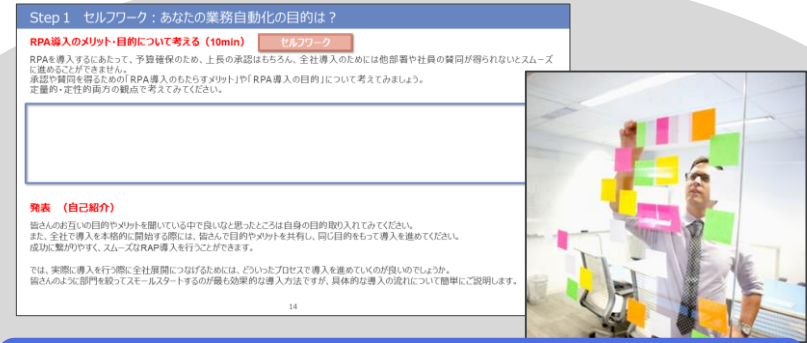 Step 1　セルフワーク：あなたの業務自動化の目的は？
RPA導入のメリット・目的について考える（10min）　セルフワーク
RPAを導入するにあたって、予算確保のため、上長の承認はもちろん、全社導入のためには他部署や社員の賛同が得られないとスムーズ
に進めることができません。
承認や賛同を得るための「RPA導入のもたらすメリット」や「RPA導入の目的」について考えてみましょう。
定量的・定性的両方の観点で考えてみてください。
発表　（自己紹介）
皆さんのお互いの目的やメリットを聞いている中で良いなと思ったところは自身の目的取り入れてみてください。
また、全社で導入を本格的に開始する際には、皆さんで目的やメリットを共有し、同じ目的をもって導入を進めてください。
成功に繋がりやすく、スムーズなRAP導入を行うことができます。
では、実際に導入を行う際に全社展開につなげるためには、どういったプロセスで導入を進めていくのが良いのでしょうか。
皆さんのように部門を絞ってスモールスタートするのが最も効果的な導入方法ですが、具体的な導入の流れについて簡単にご説明します。
14